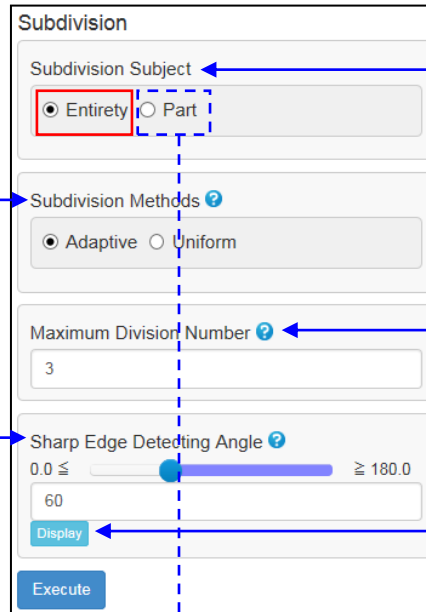 Subdivision
Subdivision Subject
Entirety Part
Subdivision Methods ?
Adaptive Uniform
Maximum Division Number ?
3
Sharp Edge Detecting Angle ?
0.0 ≦ ≧ 180.0
60
Display
Execute